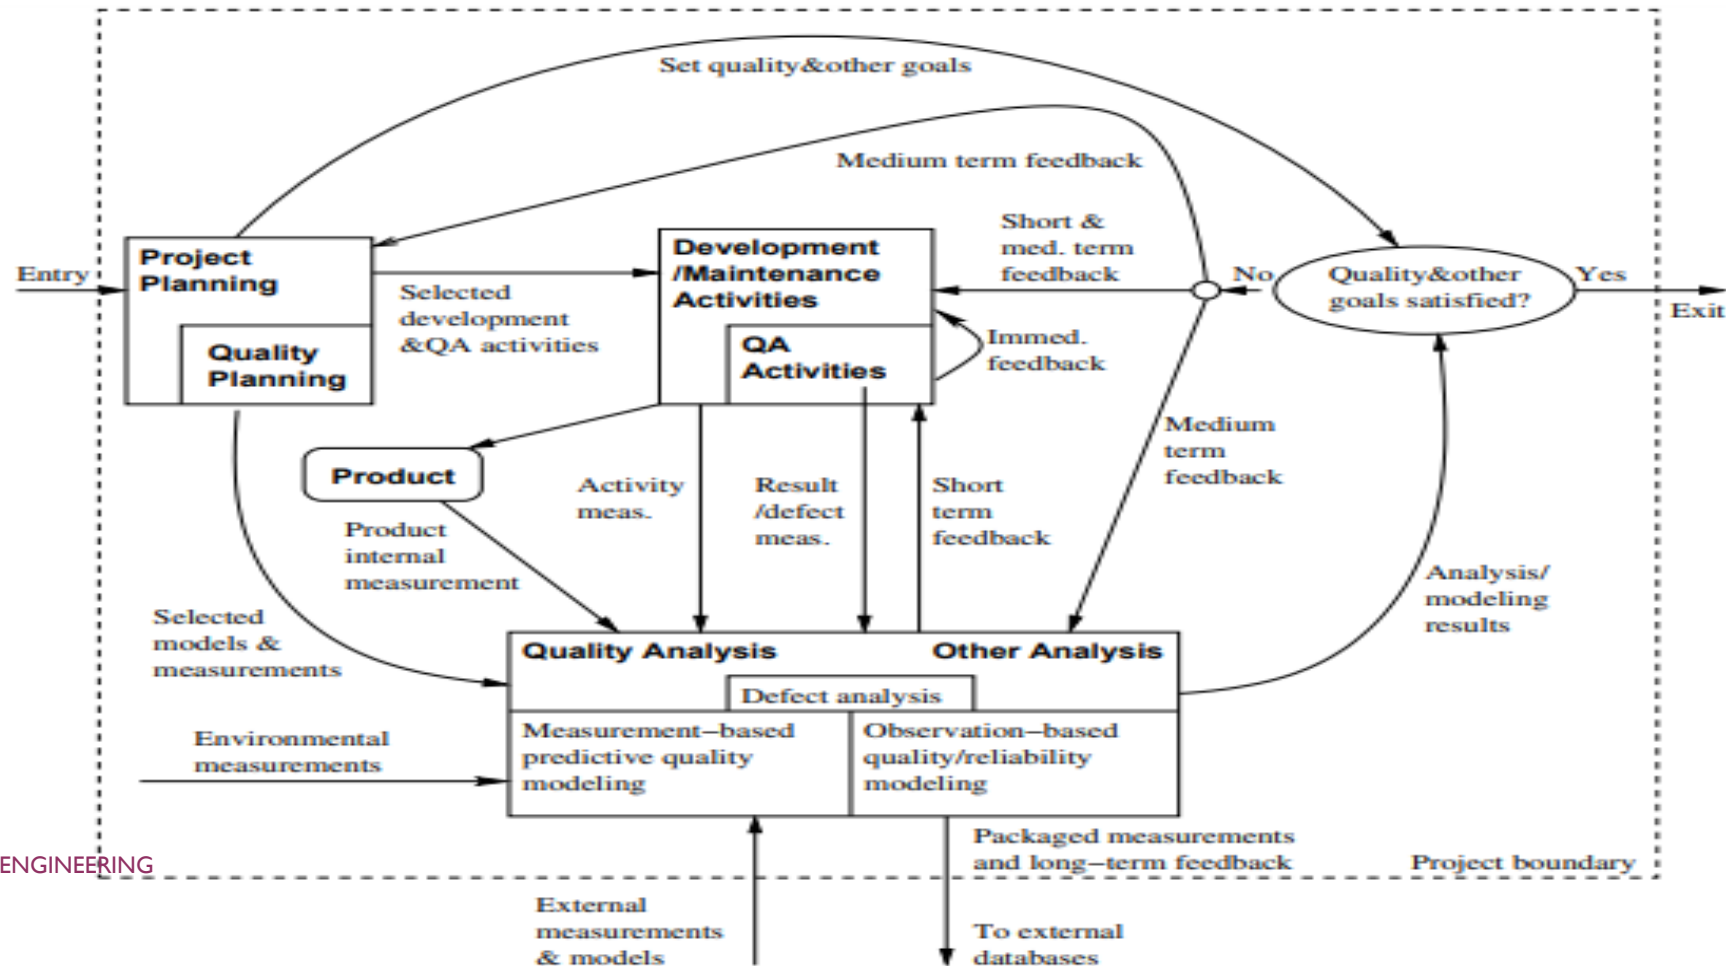 Set quality&other goals
Medium term feedback
Short &
med. term
feedback
Entry
Project
Planning
Quality
Planning
Selected
development
&QA activities
Development
/Maintenance
Activities
QA
Activities
Immed.
feedback
No
Quality&other
goals satisfied?
Yes
Exit
Product
Product
internal
measurement
Activity
meas.
Result
/defect
meas.
Short
term
feedback
Medium
term
feedback
Analysis/
modeling
results
Selected
models &
measurements
Environmental
measurements
Quality Analysis
Other Analysis
Defect analysis
Measurement–based
predictive quality
modeling
Observation–based
quality/reliability
modeling
Packaged measurements
and long–term feedback
Project boundary
ENGINEERING
External
measurements
& models
To external
databases